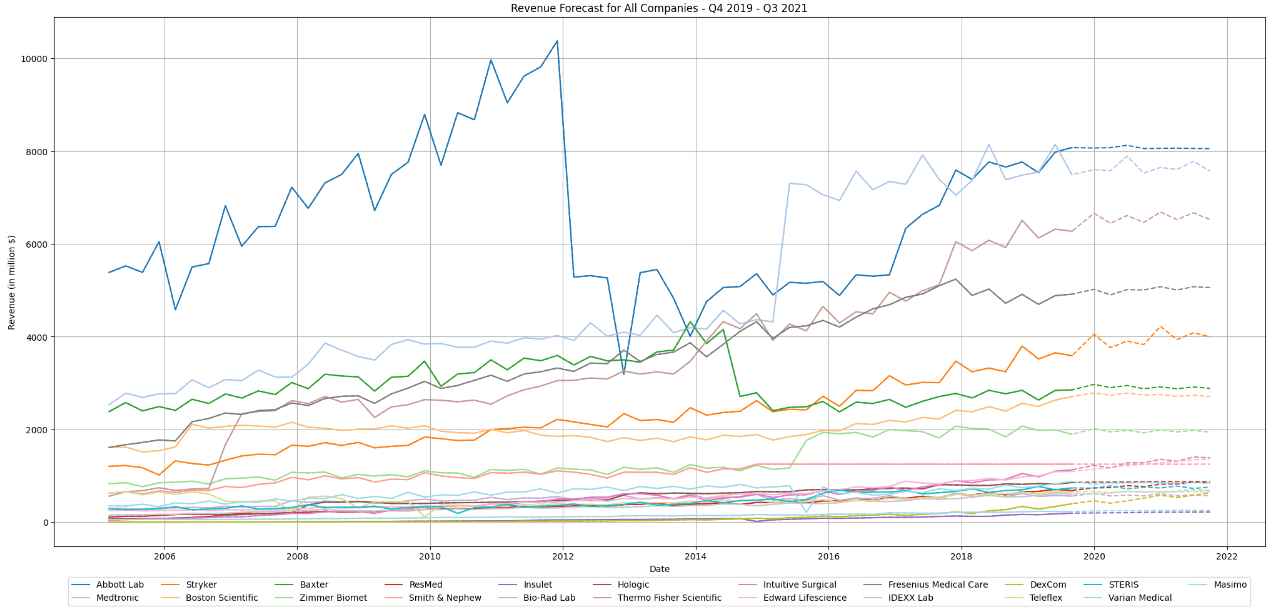 Revenue Forecast for All Companies - Q4 2019 - Q3 2021
Revenue (in million $)
10000
8000
6000
4000
2000
0
2006 2008 2010 2012 2014 2016 2018 2020 2022
Date
Abbott Lab Stryker Baxter ResMed Insulet Hologic Intuitive Surgical Fresenius Medical Care DexCom STERIS Masimo
Medtronic Boston Scientific Zimmer Biomet Smith & Nephew Bio-Rad Lab Thermo Fisher Scientific Edward Lifescience IDEXX Lab Teleflex Varian Medical